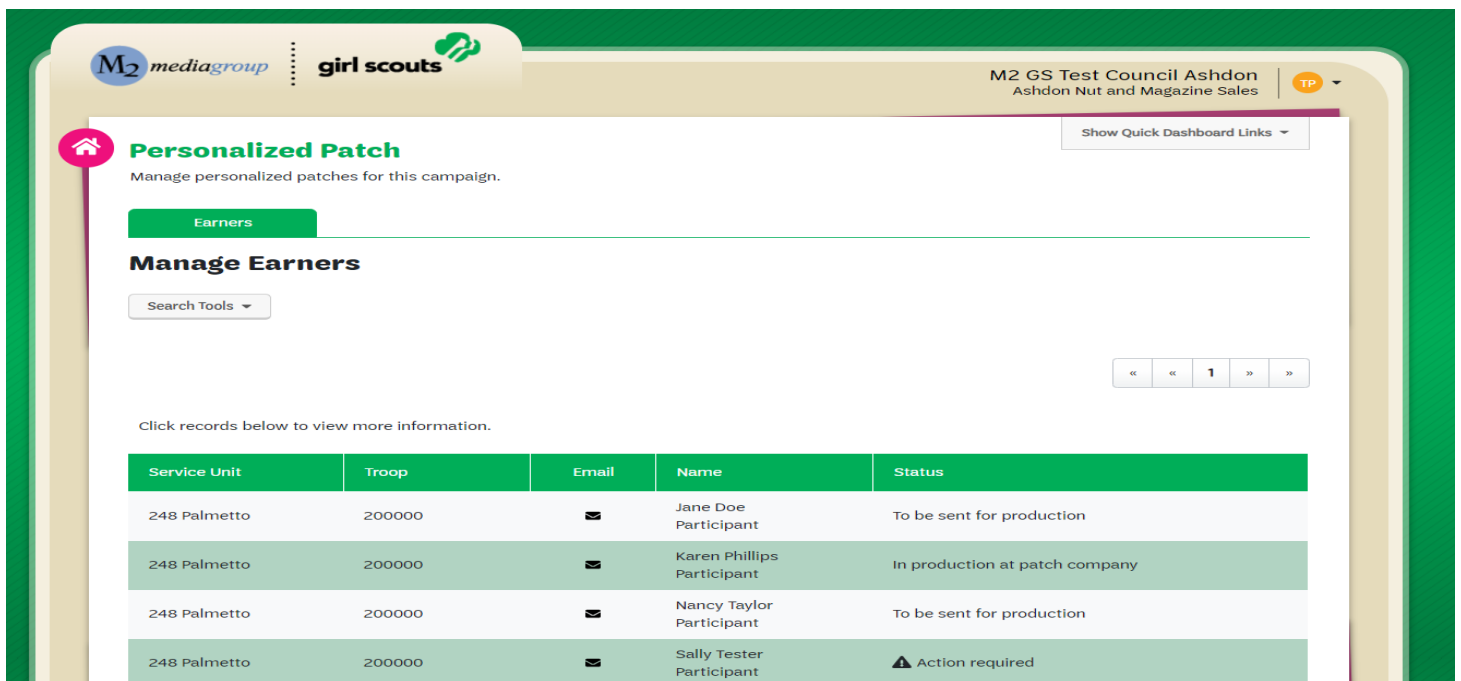 M2 mediagroup
girl scouts
M2 GS Test Council Ashdon
Ashdon Nut and Magazine Sales
TP
Show Quick Dashboard Links
Personalized Patch
Manage personalized patches for this campaign.
Earners
Manage Earners
Search Tools
« « 1 » »
Click records below to view more information.
Service Unit Troop Email Name Status
248 Palmetto 200000 Jane Doe To be sent for production
Participant
248 Palmetto 200000 Karen Phillips In production at patch company
Participant
248 Palmetto 200000 Nancy Taylor To be sent for production
Participant
248 Palmetto 200000 Sally Tester Action required
Participant